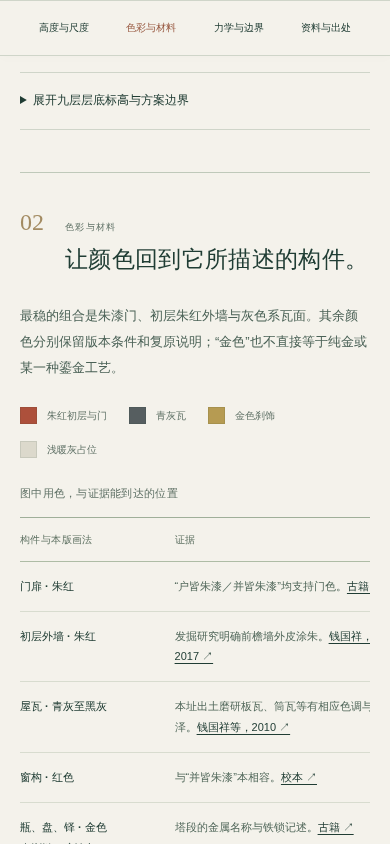 高度与尺度 色彩与材料 力学与边界 资料与出处
▶ 展开九层层底标高与方案边界
02 色彩与材料
让颜色回到它所描述的构件。
最稳的组合是朱漆门、初层朱红外墙与灰色系瓦面。其余颜
色分别保留版本条件和复原说明；“金色”也不直接等于纯金或
某一种鎏金工艺。
朱红初层与门 青灰瓦 金色刹饰
浅暖灰占位
图中用色，与证据能到达的位置
构件与本版画法 证据
门扉 · 朱红 “户皆朱漆／并皆朱漆”均支持门色。古籍
初层外墙 · 朱红 发掘研究明确前檐墙外皮涂朱。钱国祥，
2017 ↗
屋瓦 · 青灰至黑灰 本址出土磨研板瓦、筒瓦等有相应色调与
泽。钱国祥等，2010 ↗
窗构 · 红色 与“并皆朱漆”本相容。校本 ↗
瓶、盘、铎 · 金色 塔段的金属名称与铁锁记述。古籍 ↗